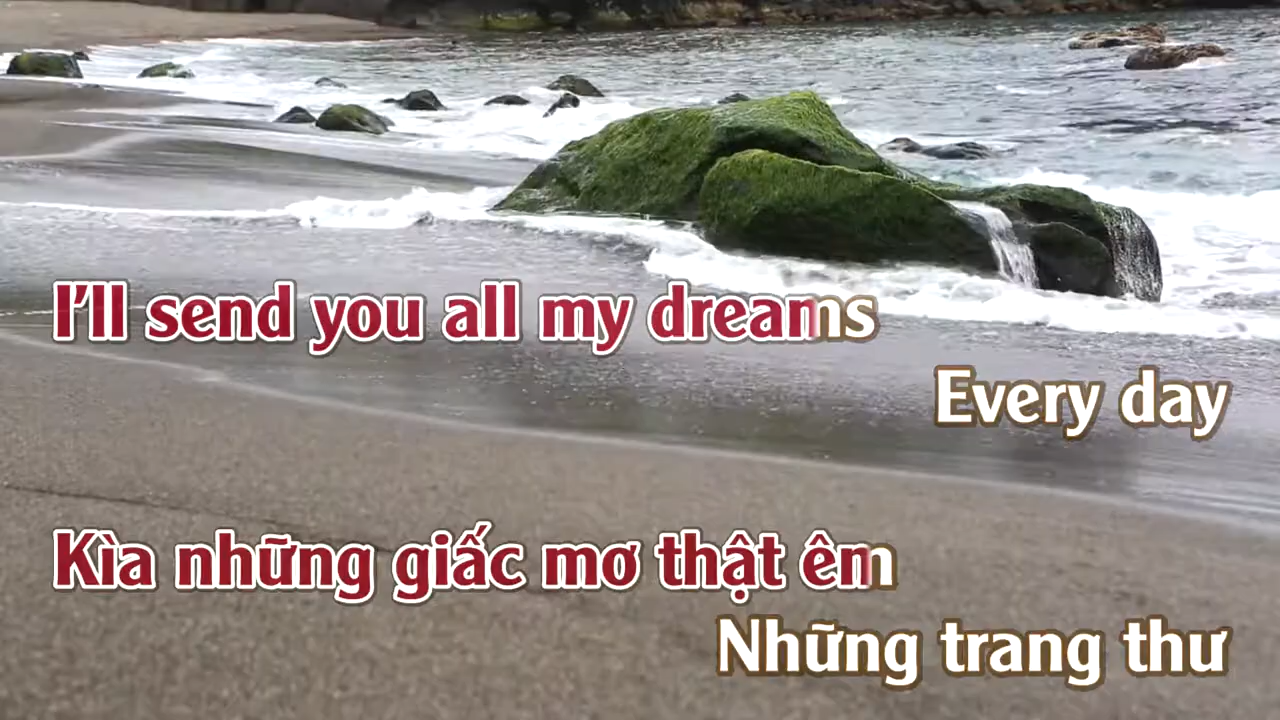 I'll send you all my dreams
Every day
Kìa những giấc mơ thật êm
Những trang thư